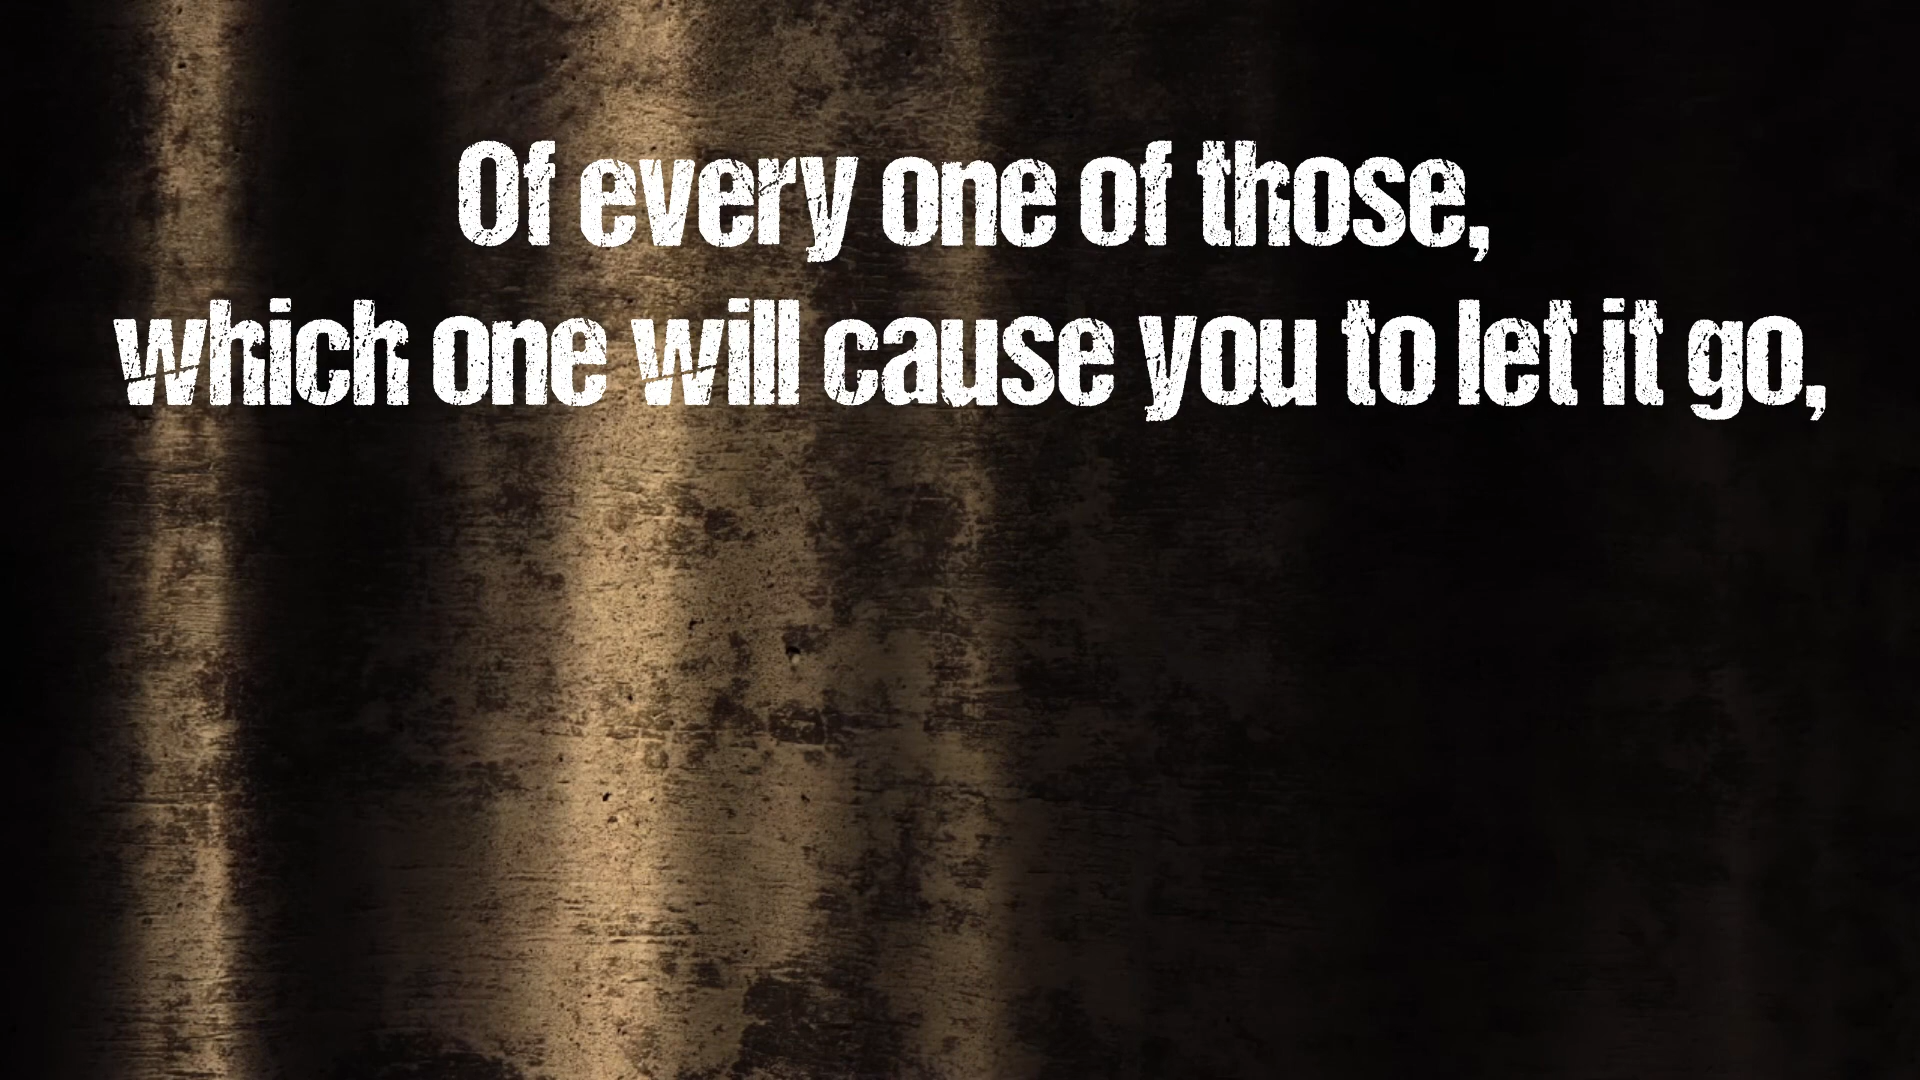 Of every one of those,
which one will cause you to let it go,